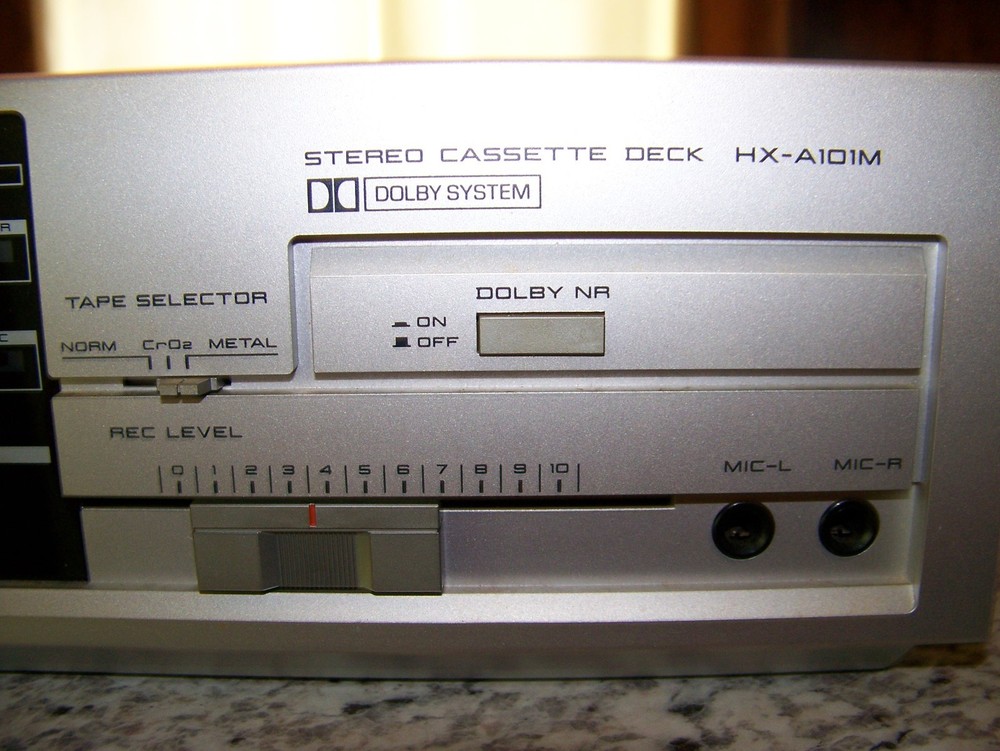 STEREO CASSETTE DECK HX-A101M
DOLBY SYSTEM
DOLBY NR
ON
OFF
TAPE SELECTOR
NORM CrO2 METAL
REC LEVEL
0 1 2 3 4 5 6 7 8 9 10
MIC-L MIC-R
R
C